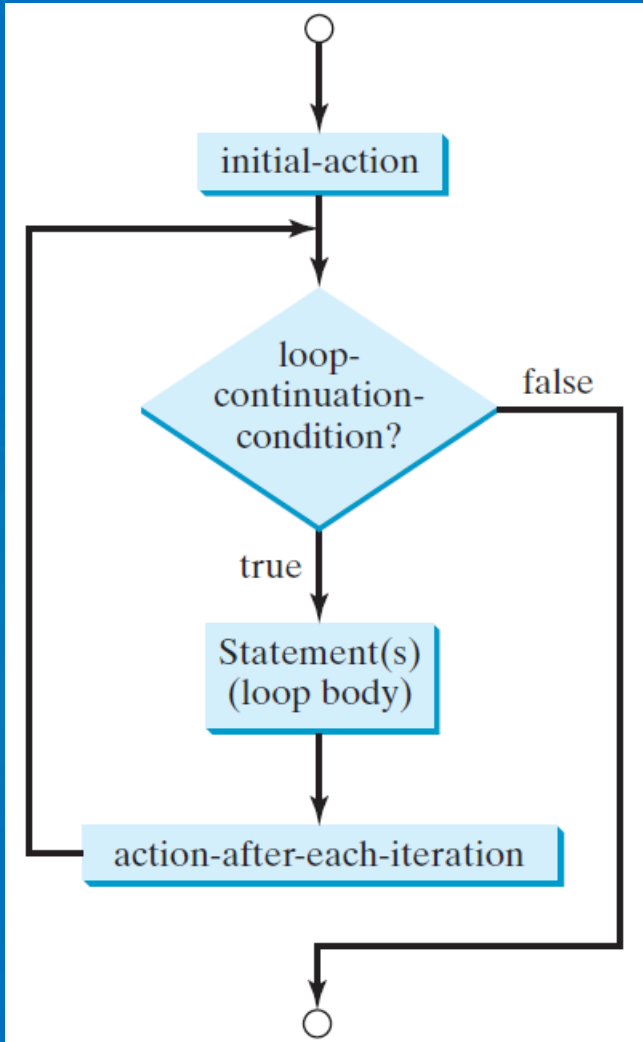 initial-action
loop-
continuation-
condition?
false
true
Statement(s)
(loop body)
action-after-each-iteration